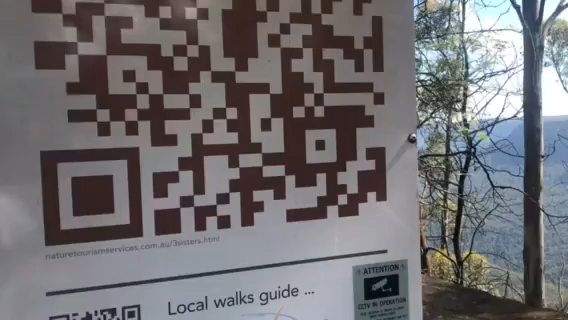 naturetourismservices.com.au/3sisters.html
Local walks guide ...
ATTENTION
CCTV IN OPERATION